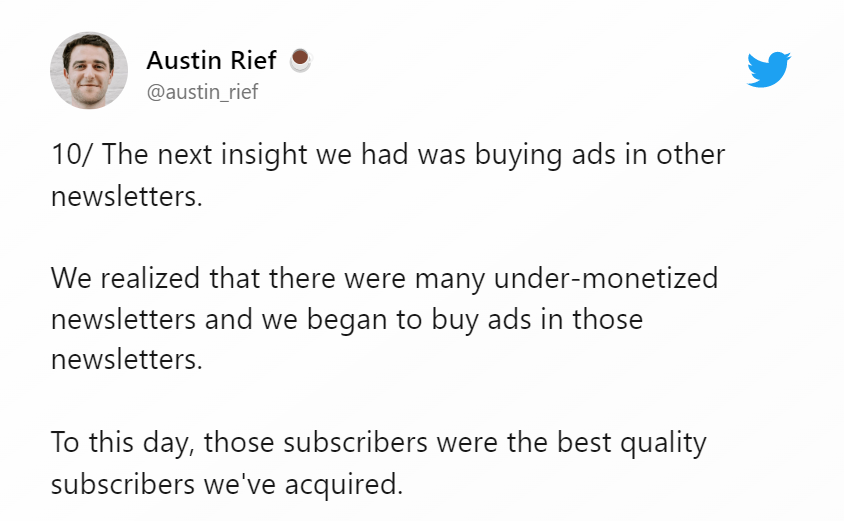 Austin Rief ☕
@austin_rief
10/ The next insight we had was buying ads in other
newsletters.
We realized that there were many under-monetized
newsletters and we began to buy ads in those
newsletters.
To this day, those subscribers were the best quality
subscribers we've acquired.